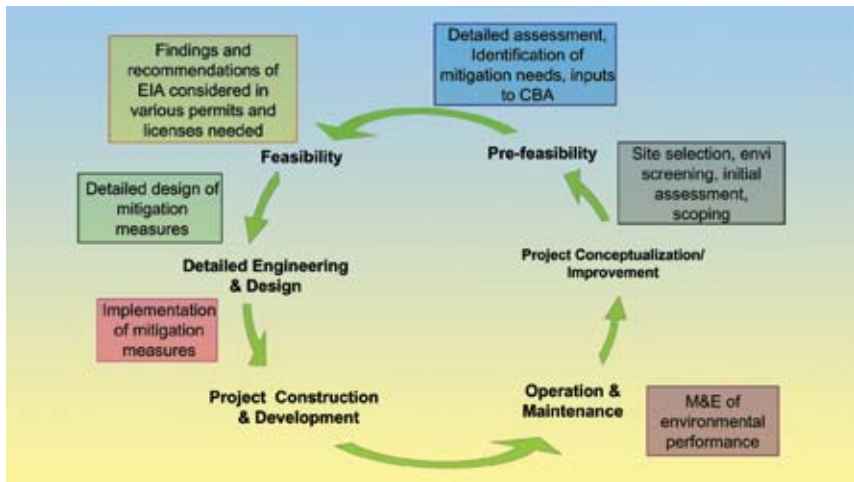 Findings and
recommendations of
EIA considered in
various permits and
licenses needed
Detailed assessment,
Identification of
mitigation needs, inputs
to CBA
Feasibility
Pre-feasibility
Site selection, envi
screening, initial
assessment,
scoping
Detailed design of
mitigation
measures
Detailed Engineering
& Design
Project Conceptualization/
Improvement
Implementation
of mitigation
measures
Project Construction
& Development
Operation &
Maintenance
M&E of
environmental
performance